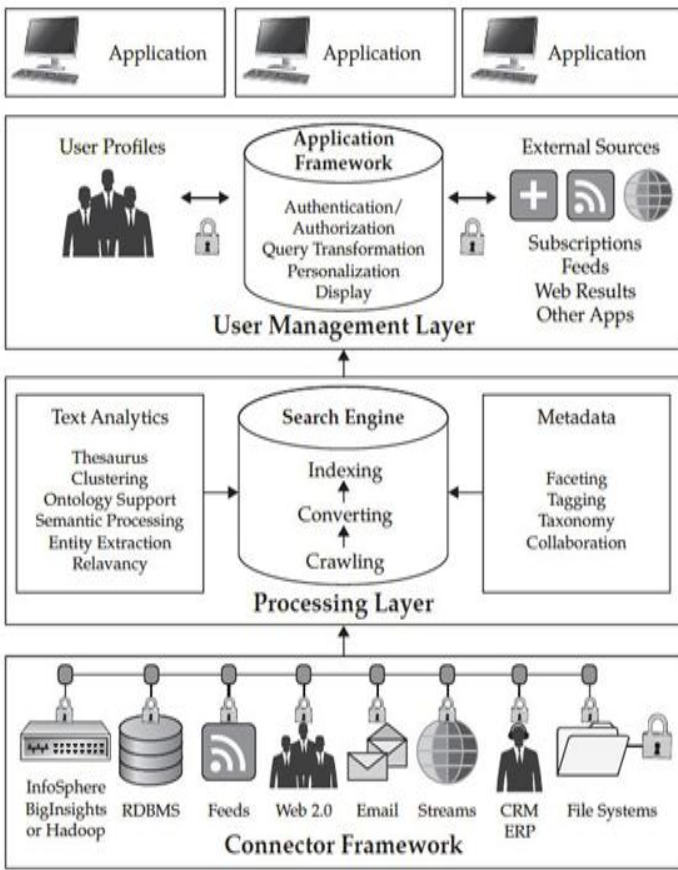 Application
Application
Application
User Profiles
Application
Framework
Authentication/
Authorization
Query Transformation
Personalization
Display
External Sources
Subscriptions
Feeds
Web Results
Other Apps
User Management Layer
Text Analytics
Thesaurus
Clustering
Ontology Support
Semantic Processing
Entity Extraction
Relavancy
Search Engine
Indexing
Converting
Crawling
Metadata
Faceting
Tagging
Taxonomy
Collaboration
Processing Layer
InfoSphere
BigInsights
or Hadoop
RDBMS
Feeds
Web 2.0
Email
Streams
CRM
ERP
File Systems
Connector Framework